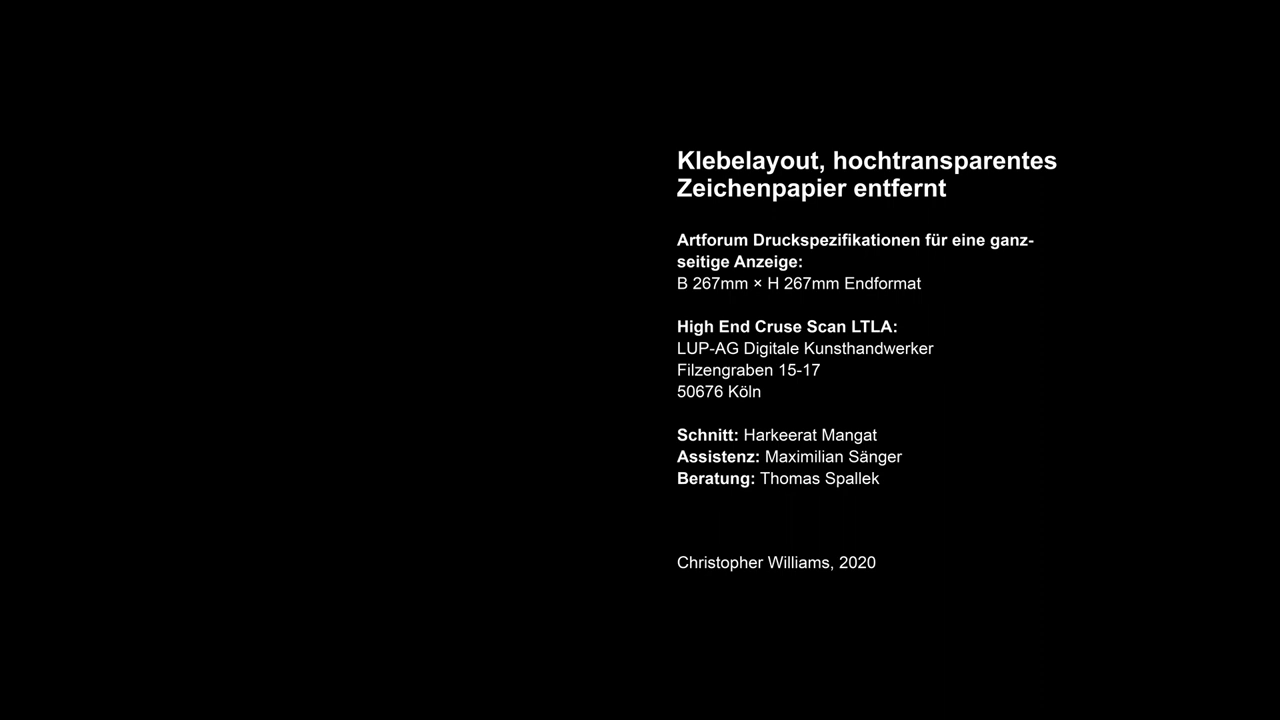 Klebelayout, hochtransparentes
Zeichenpapier entfernt
Artforum Druckspezifikationen für eine ganz-
seitige Anzeige:
B 267mm × H 267mm Endformat
High End Cruse Scan LTLA:
LUP-AG Digitale Kunsthandwerker
Filzengraben 15-17
50676 Köln
Schnitt: Harkeerat Mangat
Assistenz: Maximilian Sänger
Beratung: Thomas Spallek
Christopher Williams, 2020